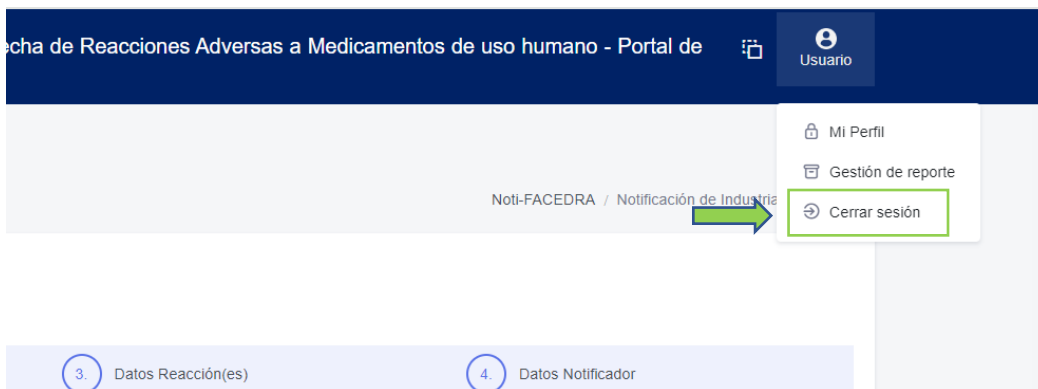 echa de Reacciones Adversas a Medicamentos de uso humano - Portal de
Usuario
Mi Perfil
Gestión de reporte
Noti-FACEDRA / Notificación de Industria
Cerrar sesión
3. Datos Reacción(es)
4. Datos Notificador